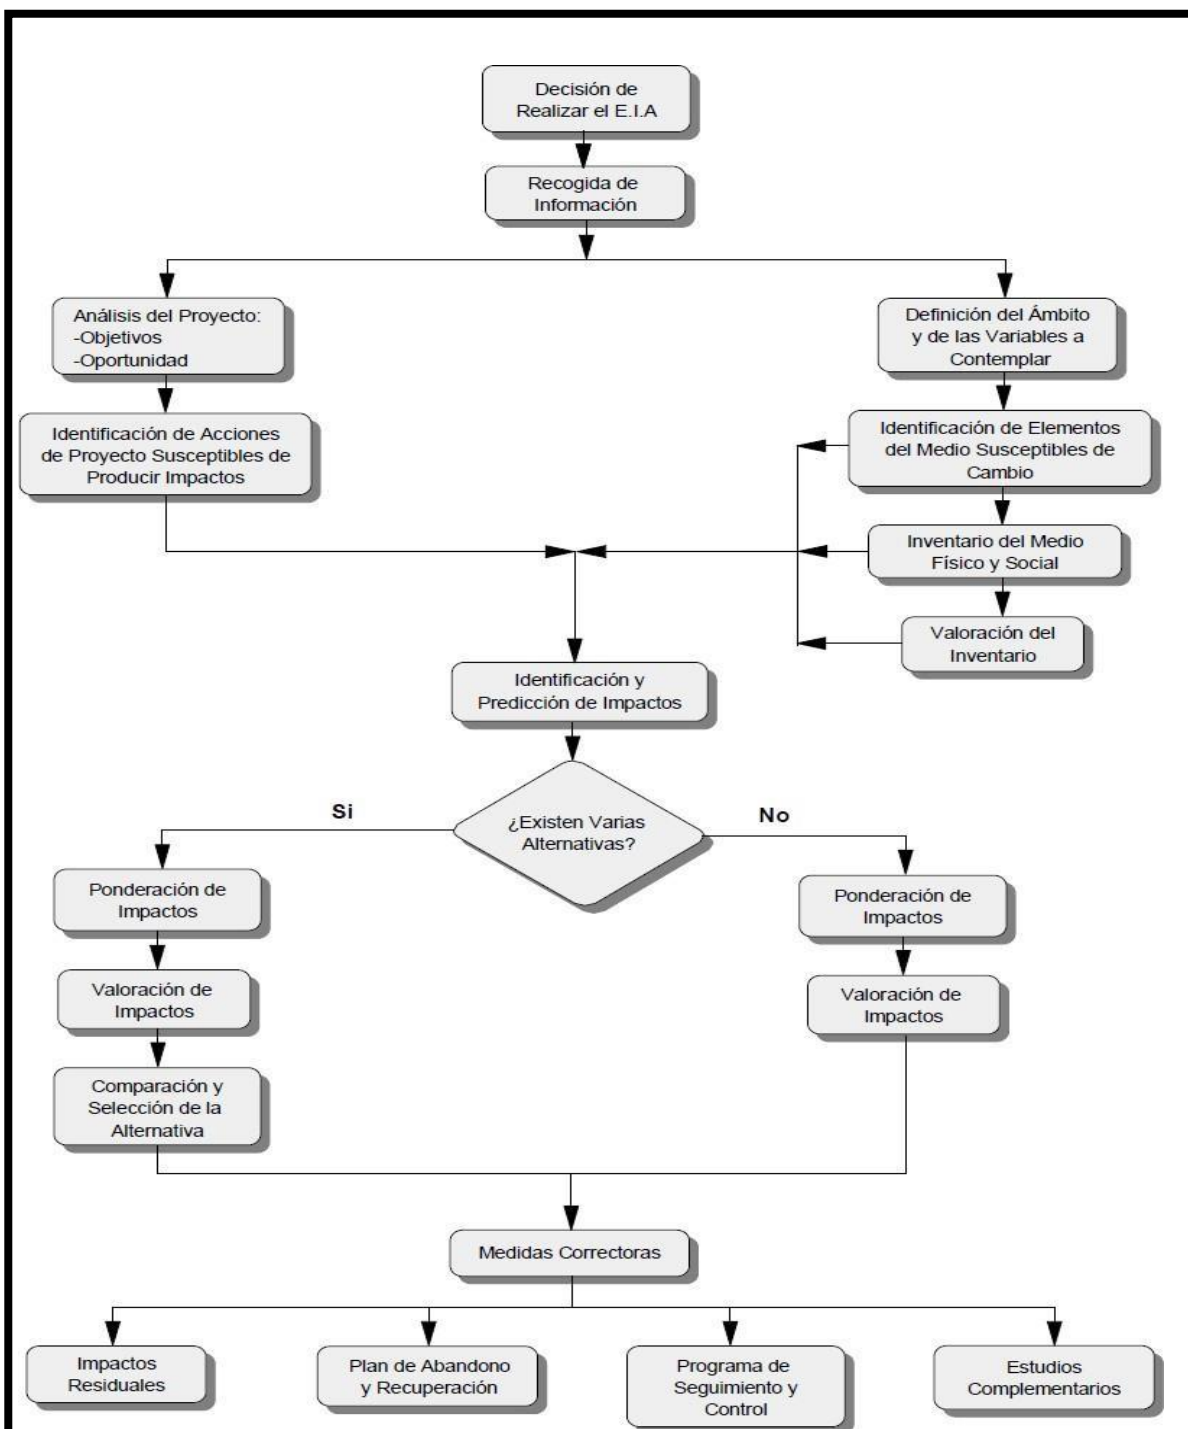 Decisión de
Realizar el E.I.A
Recogida de
Información
Análisis del Proyecto:
-Objetivos
-Oportunidad
Definición del Ámbito
y de las Variables a
Contemplar
Identificación de Acciones
de Proyecto Susceptibles de
Producir Impactos
Identificación de Elementos
del Medio Susceptibles de
Cambio
Inventario del Medio
Físico y Social
Valoración del
Inventario
Identificación y
Predicción de Impactos
¿Existen Varias
Alternativas?
Si
No
Ponderación de
Impactos
Valoración de
Impactos
Comparación y
Selección de la
Alternativa
Ponderación de
Impactos
Valoración de
Impactos
Medidas Correctoras
Impactos
Residuales
Plan de Abandono
y Recuperación
Programa de
Seguimiento y
Control
Estudios
Complementarios